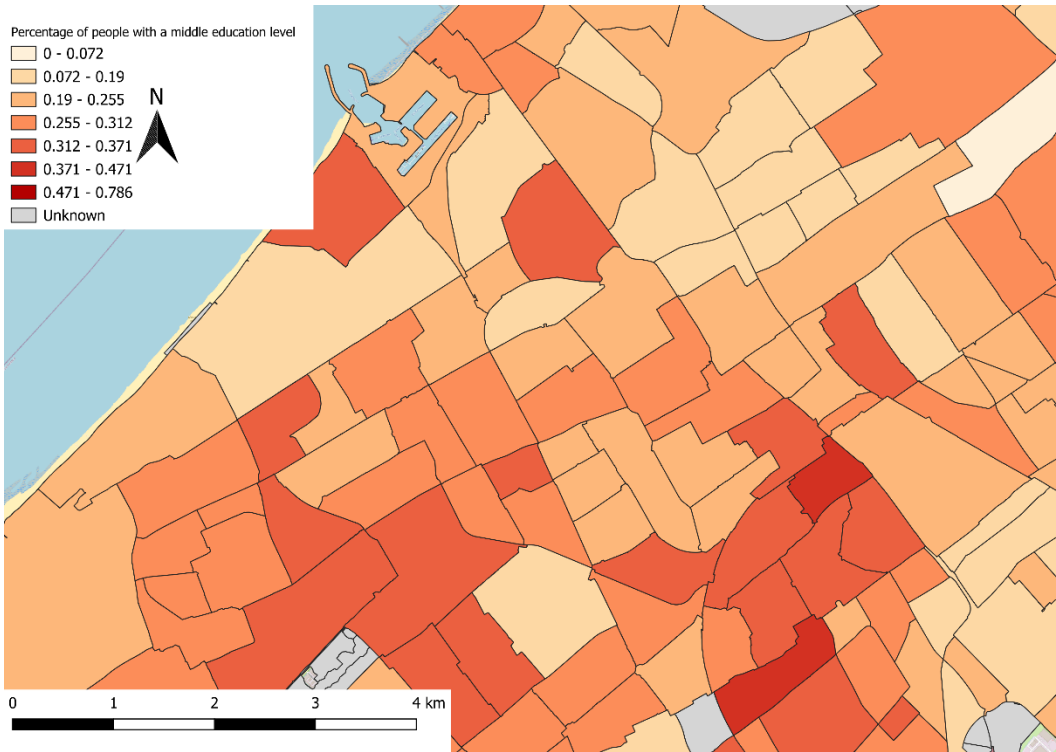 Percentage of people with a middle education level
0 - 0.072
0.072 - 0.19
0.19 - 0.255
0.255 - 0.312
0.312 - 0.371
0.371 - 0.471
0.471 - 0.786
Unknown
N
0 1 2 3 4 km